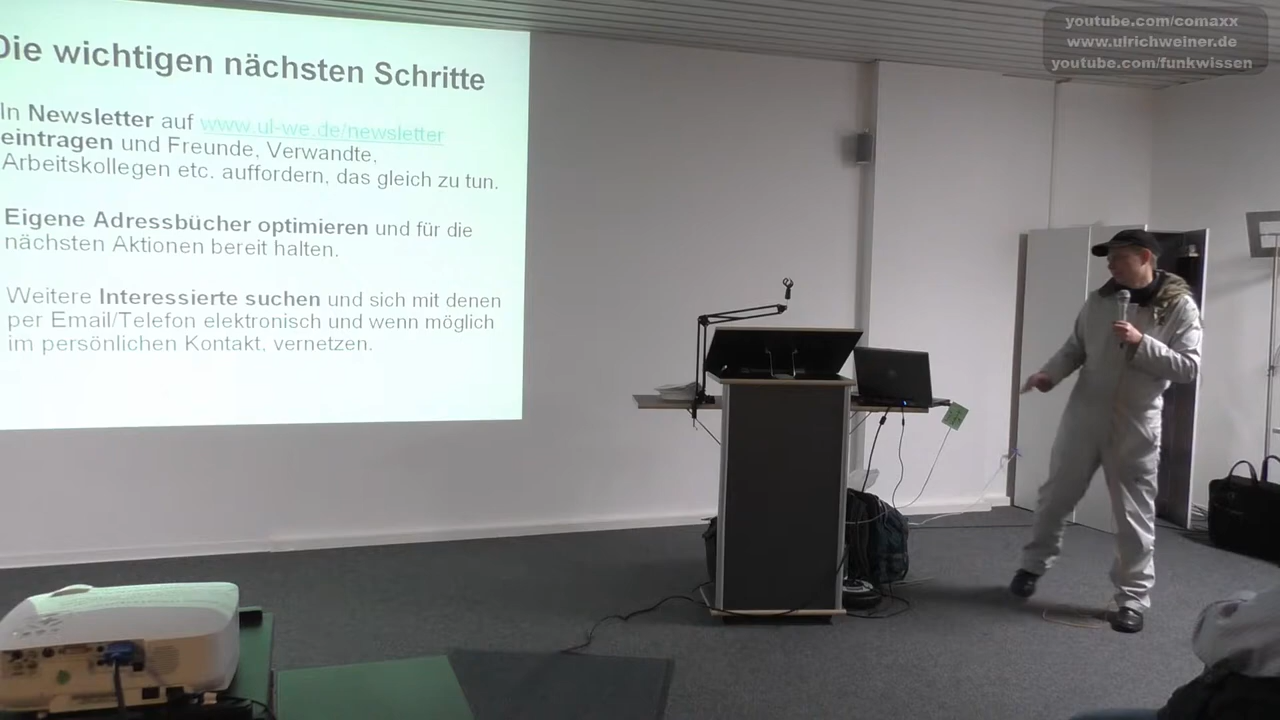 Die wichtigen nächsten Schritte
In Newsletter auf www.ul-we.de/newsletter
eintragen und Freunde, Verwandte,
Arbeitskollegen etc. auffordern, das gleich zu tun.
Eigene Adressbücher optimieren und für die
nächsten Aktionen bereit halten.
Weitere Interessierte suchen und sich mit denen
per Email/Telefon elektronisch und wenn möglich
im persönlichen Kontakt, vernetzen.
youtube.com/comaxx
www.ulrichweiner.de
youtube.com/funkwissen